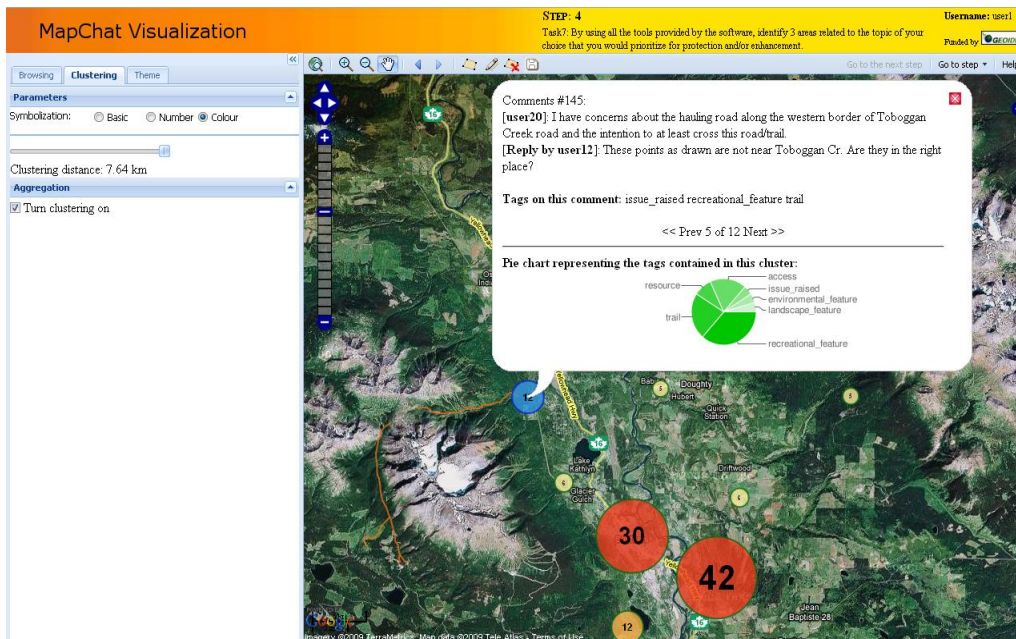 MapChat Visualization
STEP: 4
Task7: By using all the tools provided by the software, identify 3 areas related to the topic of your
choice that you would prioritize for protection and/or enhancement.
Username: user1
Funded by GEOIDE
Browsing Clustering Theme
Go to the next step Go to step Help
Parameters
Symbolization: Basic Number Colour
Clustering distance: 7.64 km
Aggregation
Turn clustering on
16
Comments #145:
[user20]: I have concerns about the hauling road along the western border of Toboggan
Creek road and the intention to at least cross this road/trail.
[Reply by user12]: These points as drawn are not near Toboggan Cr. Are they in the right
place?
Tags on this comment: issue_raised recreational_feature trail
<< Prev 5 of 12 Next >>
Pie chart representing the tags contained in this cluster:
access
resource
issue_raised
environmental_feature
landscape_feature
trail
recreational_feature
Yellowhead Hwy
12
5
Doughty
Hubert
5
Quick
Station
16
Lake
Kathlyn
Driftwood
6
Glacier
Gulch
6
30
42
Jean
Baptiste 28
12
16
Google
Imagery ©2009 TerraMetrics, Map data ©2009 Tele Atlas - Terms of Use